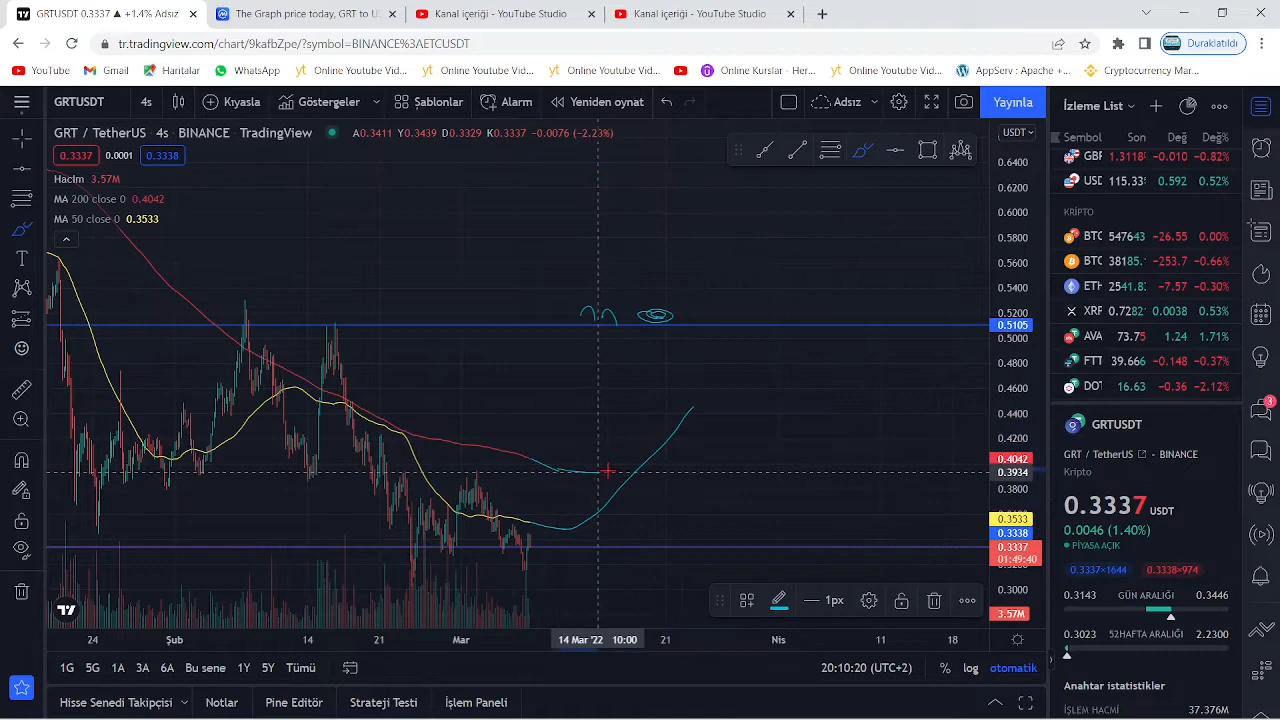 GRTUSDT 0.3337 ▲ +1.4% Adsız
The Graph price today, GRT to US
Kanal içeriği - YouTube Studio
Kanal içeriği - YouTube Studio
tr.tradingview.com/chart/9kafbZpe/?symbol=BINANCE%3AETCUSDT
Duraklatıldı
YouTube
Gmail
Haritalar
WhatsApp
Online Youtube Vid...
Online Youtube Vid...
Online Youtube Vid...
Online Kurslar - Her...
Online Youtube Vid...
AppServ : Apache +...
Cryptocurrency Mar...
GRTUSDT
4s
Kıyasla
Göstergeler
Şablonlar
Alarm
Yeniden oynat
Adsız
Yayınla
İzleme List
GRT / TetherUS · 4s · BINANCE · TradingView
A0.3411 Y0.3439 D0.3329 K0.3337 −0.0076 (−2.23%)
0.3337 0.0001 0.3338
Hacim 3.57M
MA 200 close 0 0.4042
MA 50 close 0 0.3533
USDT
0.6400
0.6200
0.6000
0.5800
0.5600
0.5400
0.5200
0.5105
0.5000
0.4800
0.4600
0.4400
0.4200
0.4042
0.3934
0.3800
0.3533
0.3338
0.3337
01:49:40
0.3000
3.57M
24
Şub
14
21
Mar
14 Mar '22 10:00
21
Nis
11
18
1px
1G 5G 1A 3A 6A Bu sene 1Y 5Y Tümü
20:10:20 (UTC+2)
% log otomatik
Hisse Senedi Takipçisi
Notlar
Pine Editör
Strateji Testi
İşlem Paneli
Sembol Son Değ Değ%
GBP 1.3118 −0.010 −0.82%
USD 115.33 0.592 0.52%
KRİPTO
BTC 547643 −26.55 0.00%
BTC 38185. −253.7 −0.66%
ETH 2541.8 −7.57 −0.30%
XRP 0.7282 0.0038 0.53%
AVA 73.75 1.24 1.71%
FTT 39.666 −0.148 −0.37%
DOT 16.63 −0.36 −2.12%
3
GRTUSDT
GRT / TetherUS · BINANCE
Kripto
0.3337 USDT
0.0046 (1.40%)
PİYASA AÇIK
0.3337×1644 0.3338×974
0.3143 GÜN ARALIĞI 0.3446
0.3023 52HAFTA ARALIĞI 2.2300
Anahtar istatistikler
İŞLEM HACMİ 37.376M